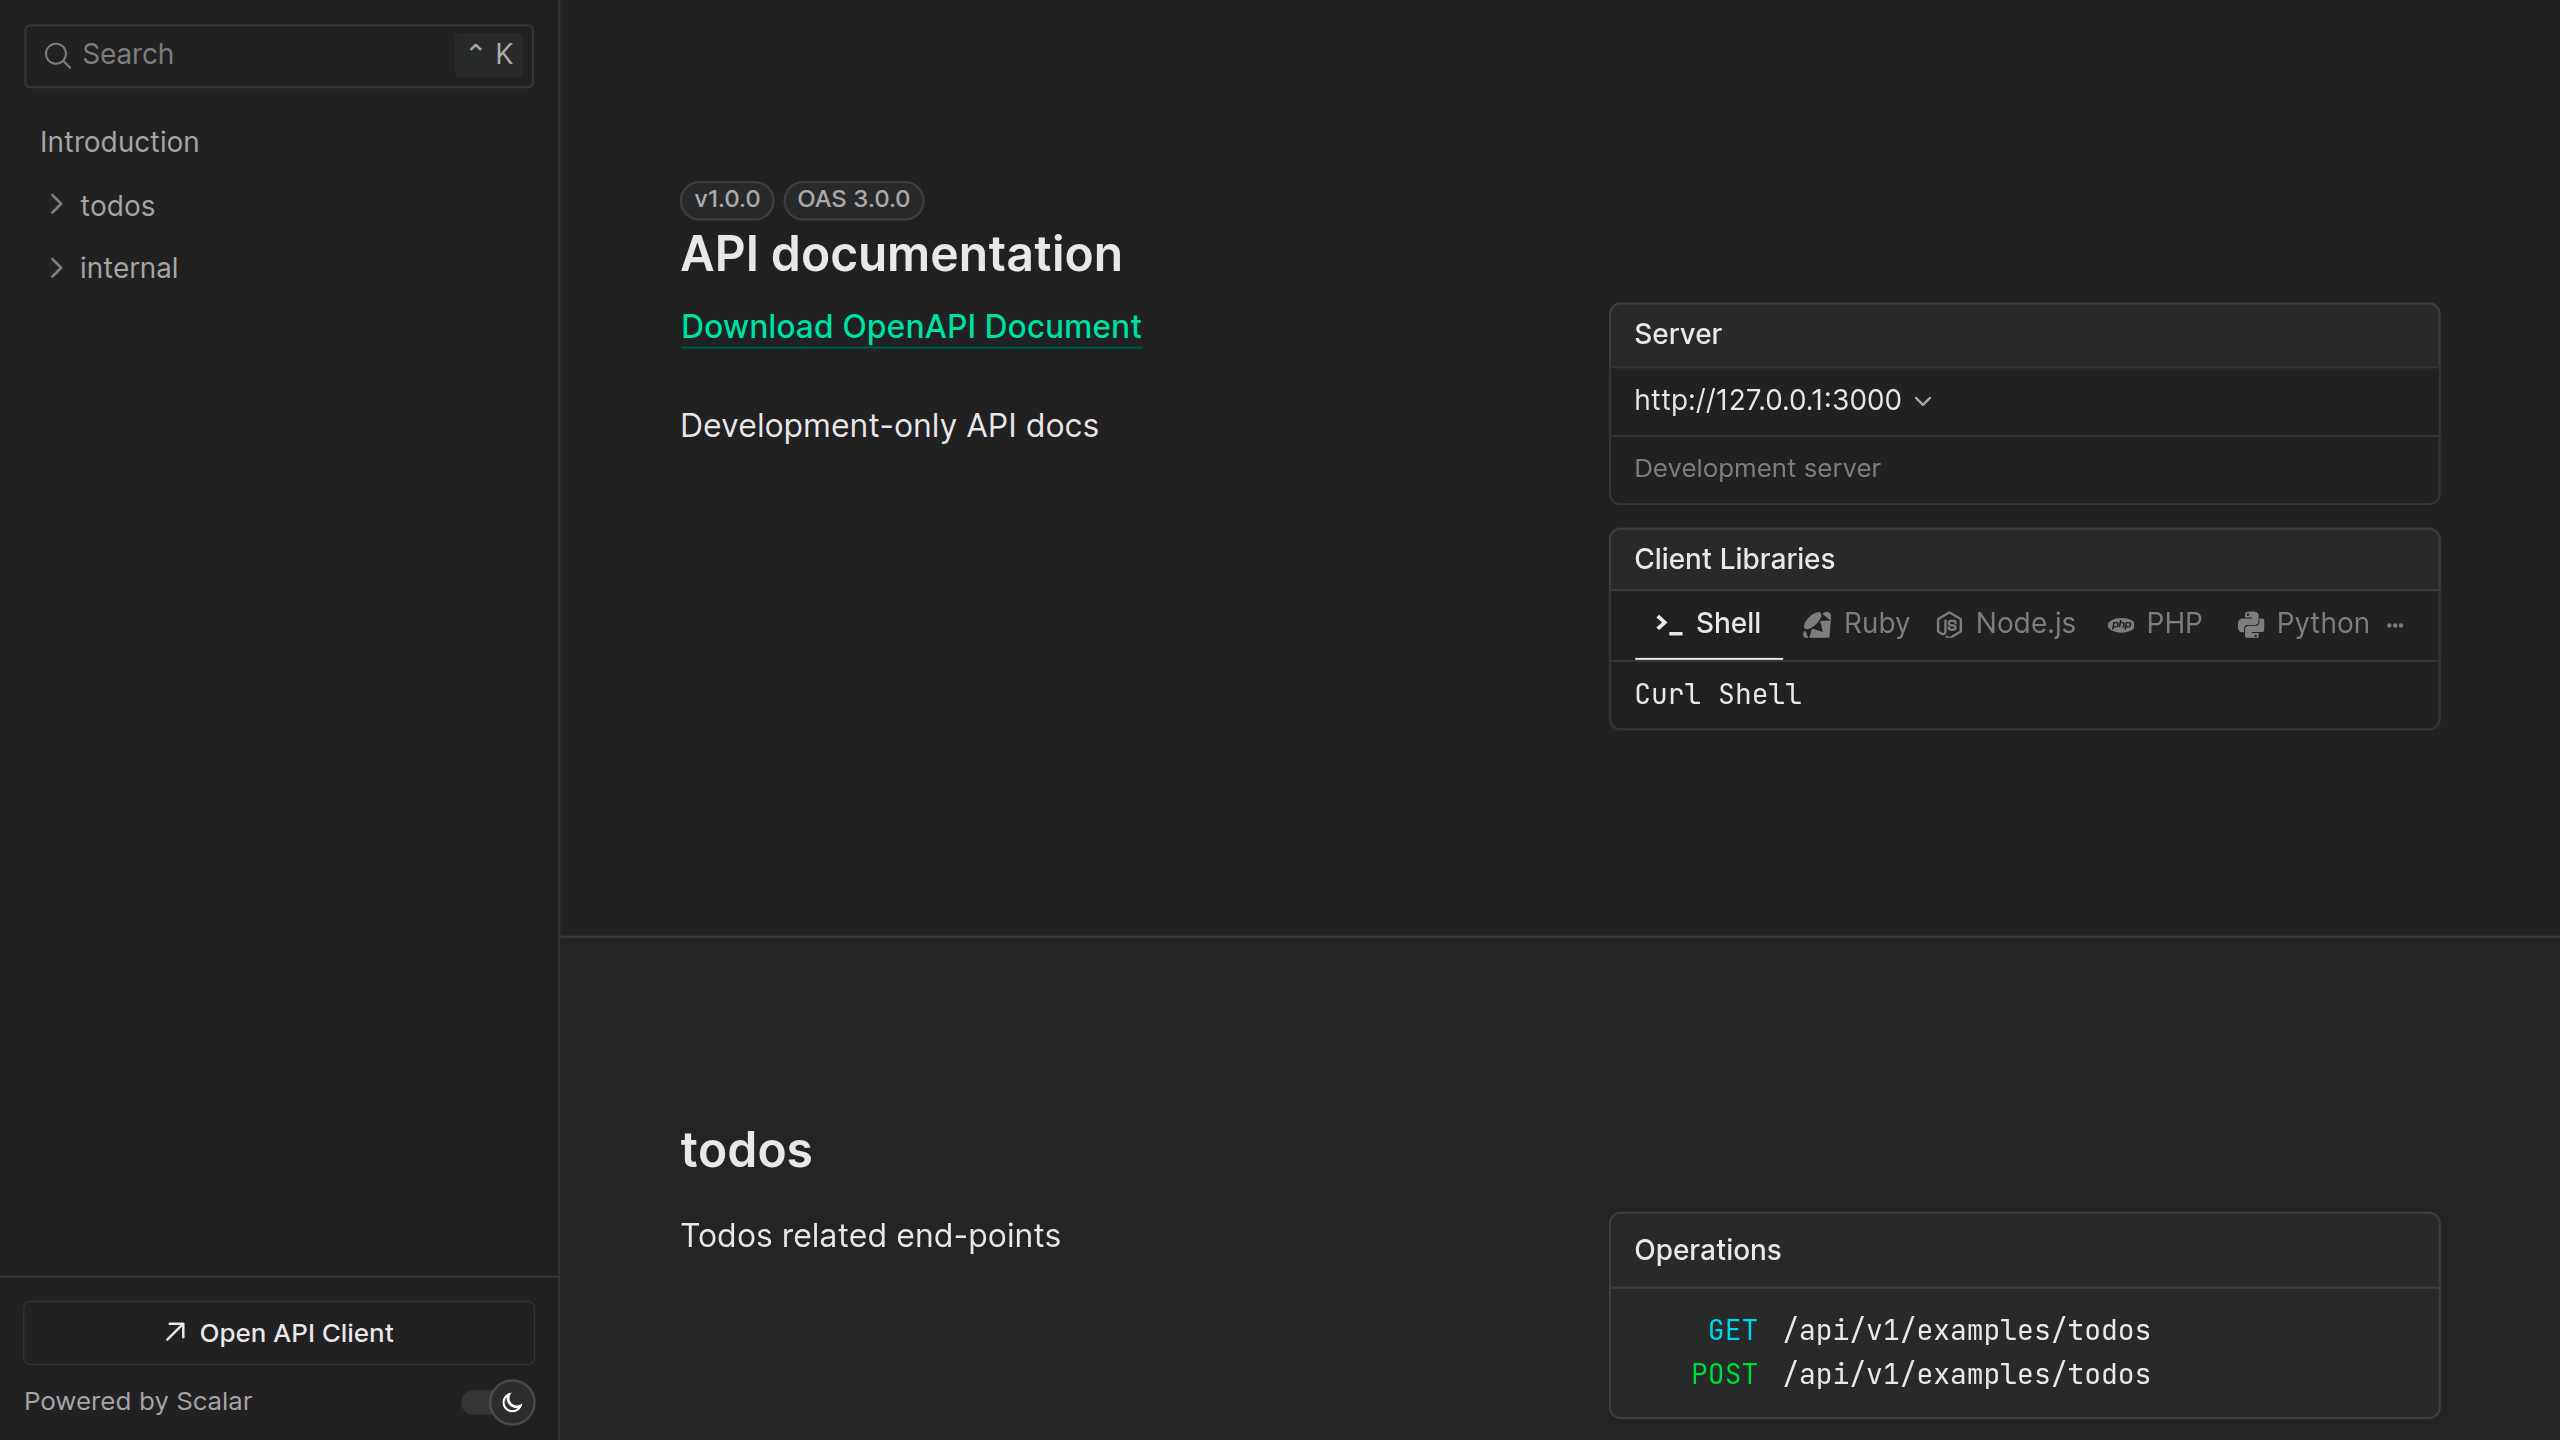 Search
⌃ K
Introduction
todos
internal
Open API Client
Powered by Scalar
v1.0.0 OAS 3.0.0
API documentation
Download OpenAPI Document
Development-only API docs
Server
http://127.0.0.1:3000
Development server
Client Libraries
Shell Ruby Node.js PHP Python ···
Curl Shell
todos
Todos related end-points
Operations
GET /api/v1/examples/todos
POST /api/v1/examples/todos